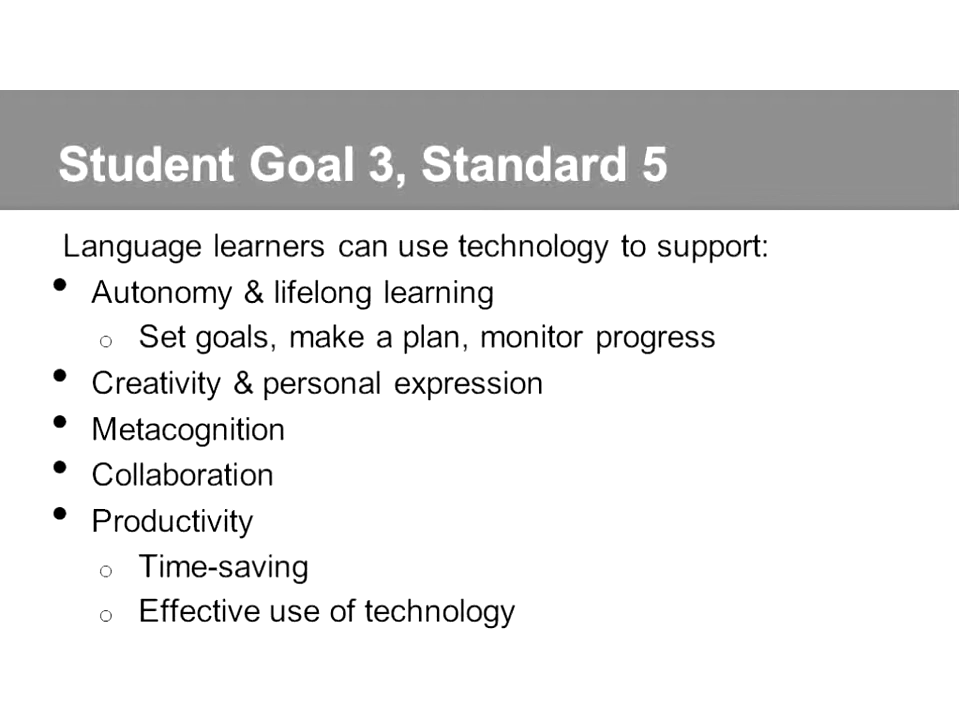 Student Goal 3, Standard 5
Language learners can use technology to support:
• Autonomy & lifelong learning
o Set goals, make a plan, monitor progress
• Creativity & personal expression
• Metacognition
• Collaboration
• Productivity
o Time-saving
o Effective use of technology